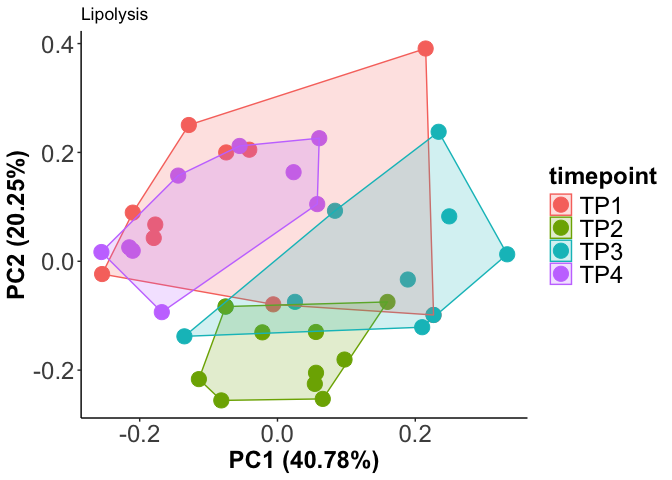 Lipolysis
0.4
0.2
0.0
-0.2
PC2 (20.25%)
-0.2
0.0
0.2
PC1 (40.78%)
timepoint
TP1
TP2
TP3
TP4